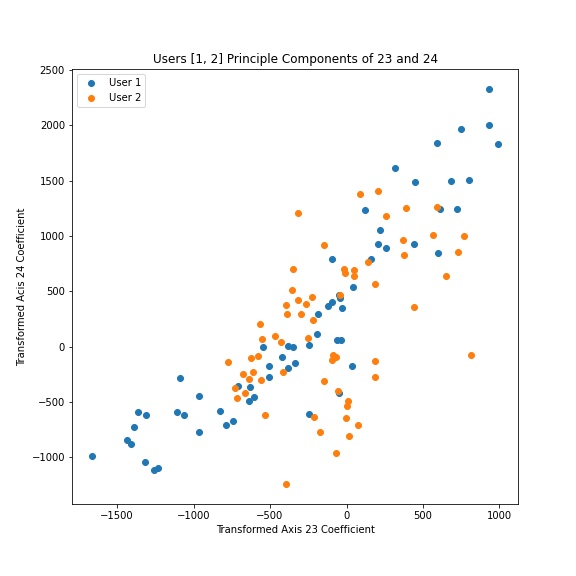 Users [1, 2] Principle Components of 23 and 24
2500
User 1
User 2
2000
1500
1000
500
0
−500
−1000
Transformed Acis 24 Coefficient
−1500
−1000
−500
0
500
1000
Transformed Axis 23 Coefficient